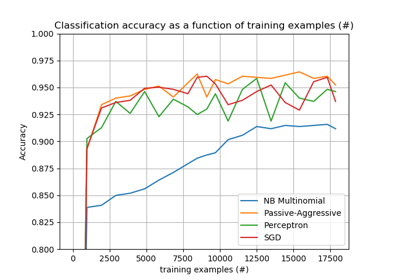 Classification accuracy as a function of training examples (#)
1.000
0.975
0.950
0.925
0.900
0.875
0.850
0.825
0.800
Accuracy
NB Multinomial
Passive-Aggressive
Perceptron
SGD
0 2500 5000 7500 10000 12500 15000 17500
training examples (#)